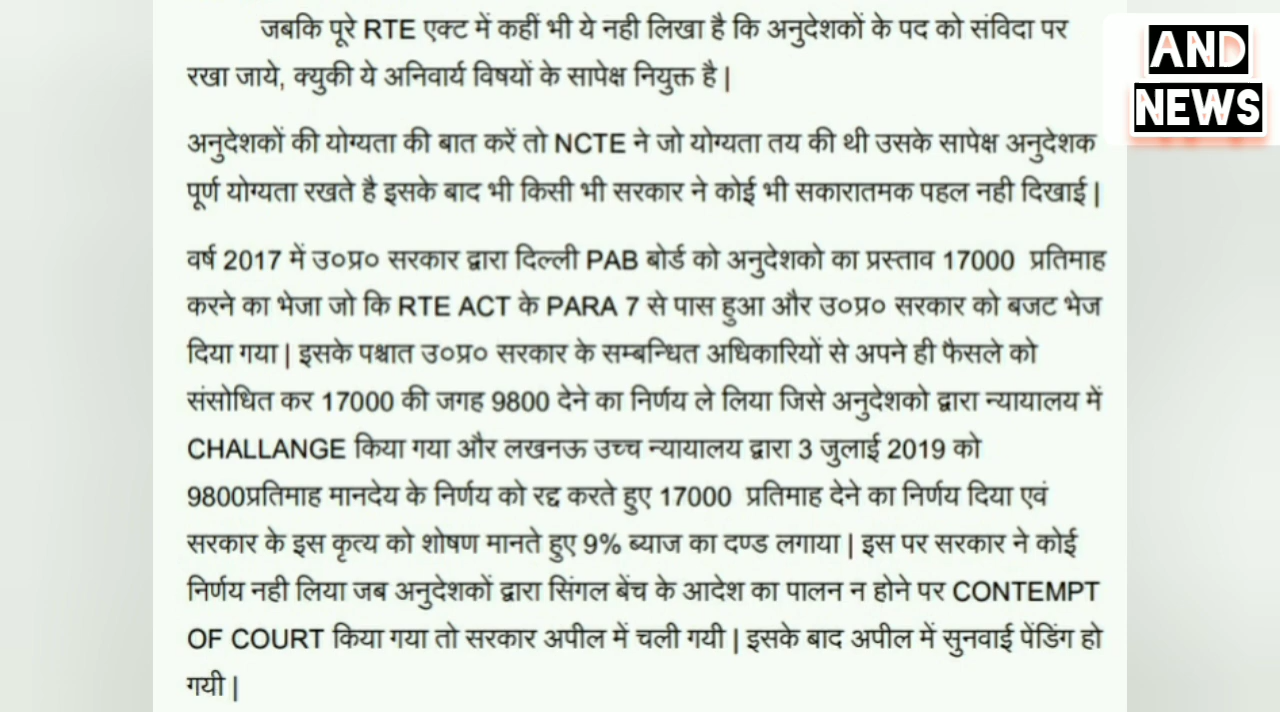 जबकि पूरे RTE एक्ट में कहीं भी ये नही लिखा है कि अनुदेशकों के पद को संविदा पर
रखा जाये, क्युकी ये अनिवार्य विषयों के सापेक्ष नियुक्त है |
अनुदेशकों की योग्यता की बात करें तो NCTE ने जो योग्यता तय की थी उसके सापेक्ष अनुदेशक
पूर्ण योग्यता रखते है इसके बाद भी किसी भी सरकार ने कोई भी सकारातमक पहल नही दिखाई |
वर्ष 2017 में उ०प्र० सरकार द्वारा दिल्ली PAB बोर्ड को अनुदेशको का प्रस्ताव 17000 प्रतिमाह
करने का भेजा जो कि RTE ACT के PARA 7 से पास हुआ और उ०प्र० सरकार को बजट भेज
दिया गया | इसके पश्चात उ०प्र० सरकार के सम्बन्धित अधिकारियों से अपने ही फैसले को
संसोधित कर 17000 की जगह 9800 देने का निर्णय ले लिया जिसे अनुदेशको द्वारा न्यायालय में
CHALLANGE किया गया और लखनऊ उच्च न्यायालय द्वारा 3 जुलाई 2019 को
9800प्रतिमाह मानदेय के निर्णय को रद्द करते हुए 17000 प्रतिमाह देने का निर्णय दिया एवं
सरकार के इस कृत्य को शोषण मानते हुए 9% ब्याज का दण्ड लगाया | इस पर सरकार ने कोई
निर्णय नही लिया जब अनुदेशकों द्वारा सिंगल बेंच के आदेश का पालन न होने पर CONTEMPT
OF COURT किया गया तो सरकार अपील में चली गयी | इसके बाद अपील में सुनवाई पेंडिंग हो
गयी |
AND
NEWS